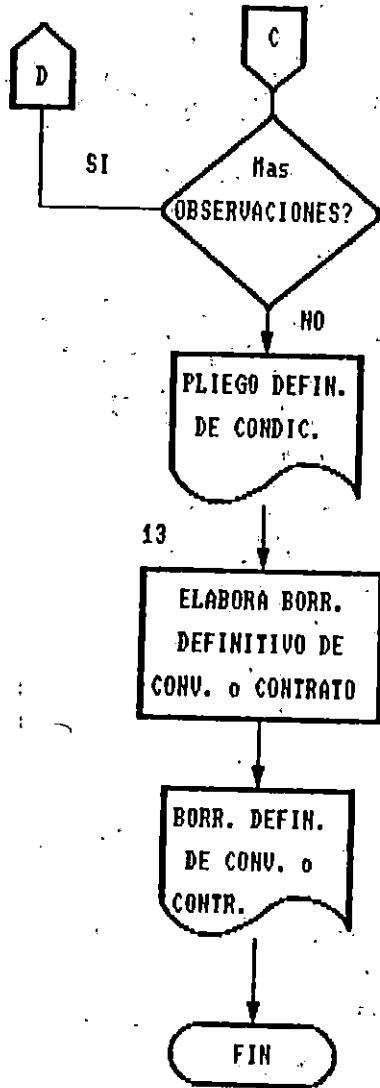 D
C
SI
Mas
OBSERVACIONES?
NO
PLIEGO DEFIN.
DE CONDIC.
13
ELABORA BORR.
DEFINITIVO DE
CONV. o CONTRATO
BORR. DEFIN.
DE CONV. o
CONTR.
FIN